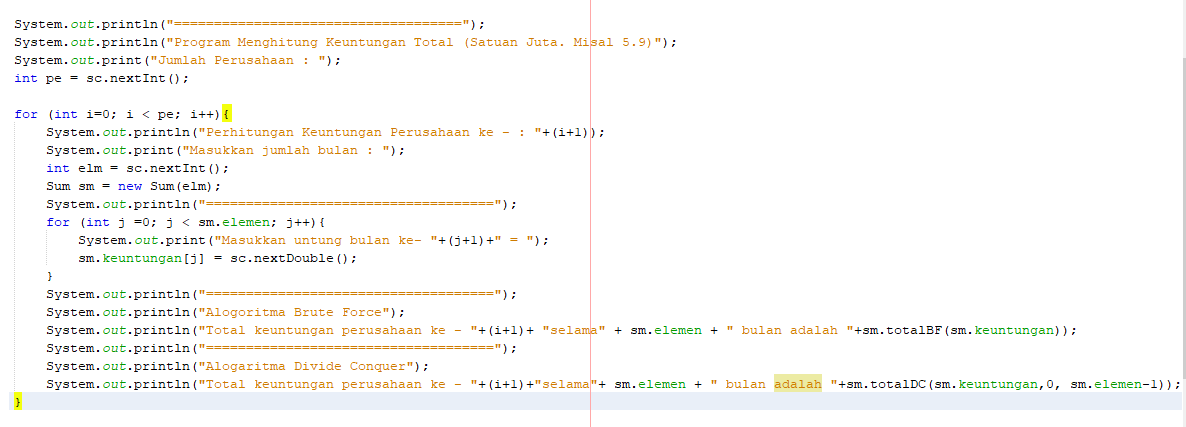 System.out.println("====================================");
System.out.println("Program Menghitung Keuntungan Total (Satuan Juta. Misal 5.9)");
System.out.print("Jumlah Perusahaan : ");
int pe = sc.nextInt();
for (int i=0; i < pe; i++){
System.out.println("Perhitungan Keuntungan Perusahaan ke - : "+(i+1));
System.out.print("Masukkan jumlah bulan : ");
int elm = sc.nextInt();
Sum sm = new Sum(elm);
System.out.println("====================================");
for (int j =0; j < sm.elemen; j++){
System.out.print("Masukkan untung bulan ke- "+(j+1)+" = ");
sm.keuntungan[j] = sc.nextDouble();
}
System.out.println("====================================");
System.out.println("Alogoritma Brute Force");
System.out.println("Total keuntungan perusahaan ke - "+(i+1)+ "selama" + sm.elemen + " bulan adalah "+sm.totalBF(sm.keuntungan));
System.out.println("====================================");
System.out.println("Alogaritma Divide Conquer");
System.out.println("Total keuntungan perusahaan ke - "+(i+1)+"selama"+ sm.elemen + " bulan adalah "+sm.totalDC(sm.keuntungan,0, sm.elemen-1));
}